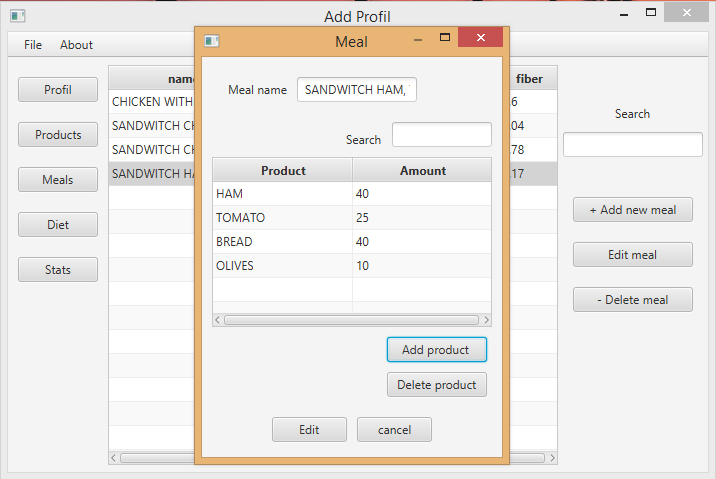 Add Profil
File About
Profil
Products
Meals
Diet
Stats
name
fiber
CHICKEN WITH
6
SANDWITCH CH
04
SANDWITCH CH
78
SANDWITCH HA
17
Search
+ Add new meal
Edit meal
- Delete meal
Meal
Meal name SANDWITCH HAM,
Search
Product Amount
HAM 40
TOMATO 25
BREAD 40
OLIVES 10
Add product
Delete product
Edit cancel